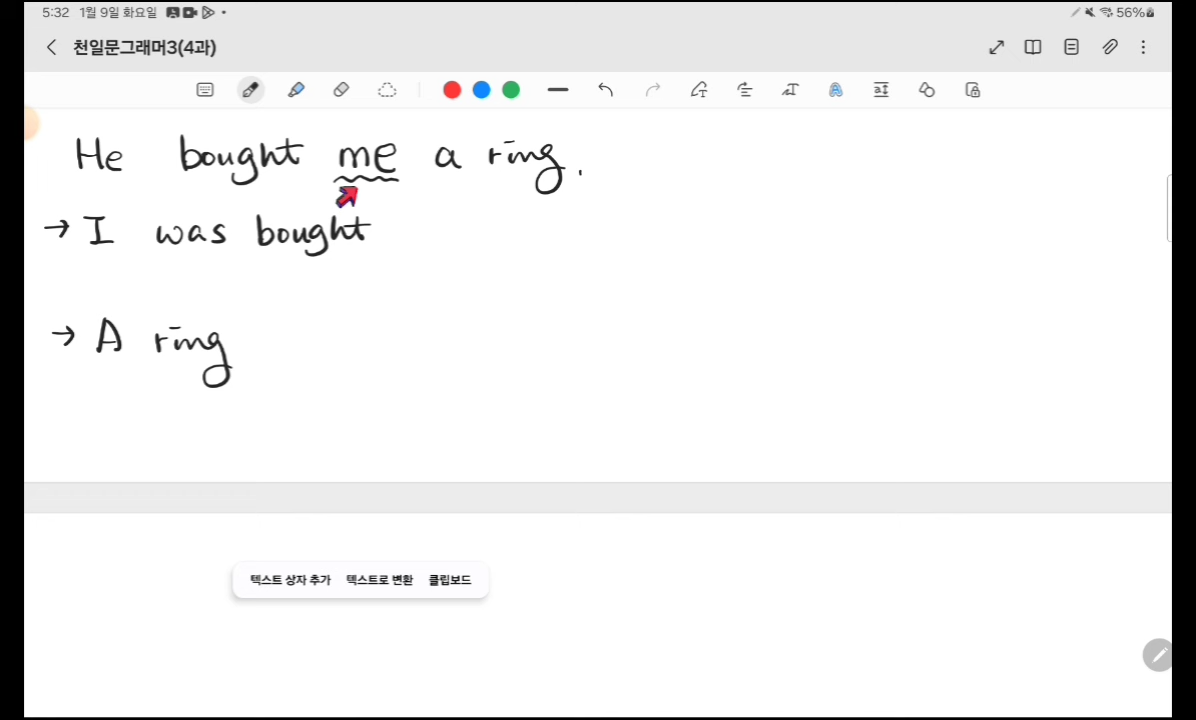 5:32 1월 9일 화요일 56%
천일문그래머3(4과)
He bought me a ring.
→ I was bought
→ A ring
텍스트 상자 추가 텍스트로 변환 클립보드